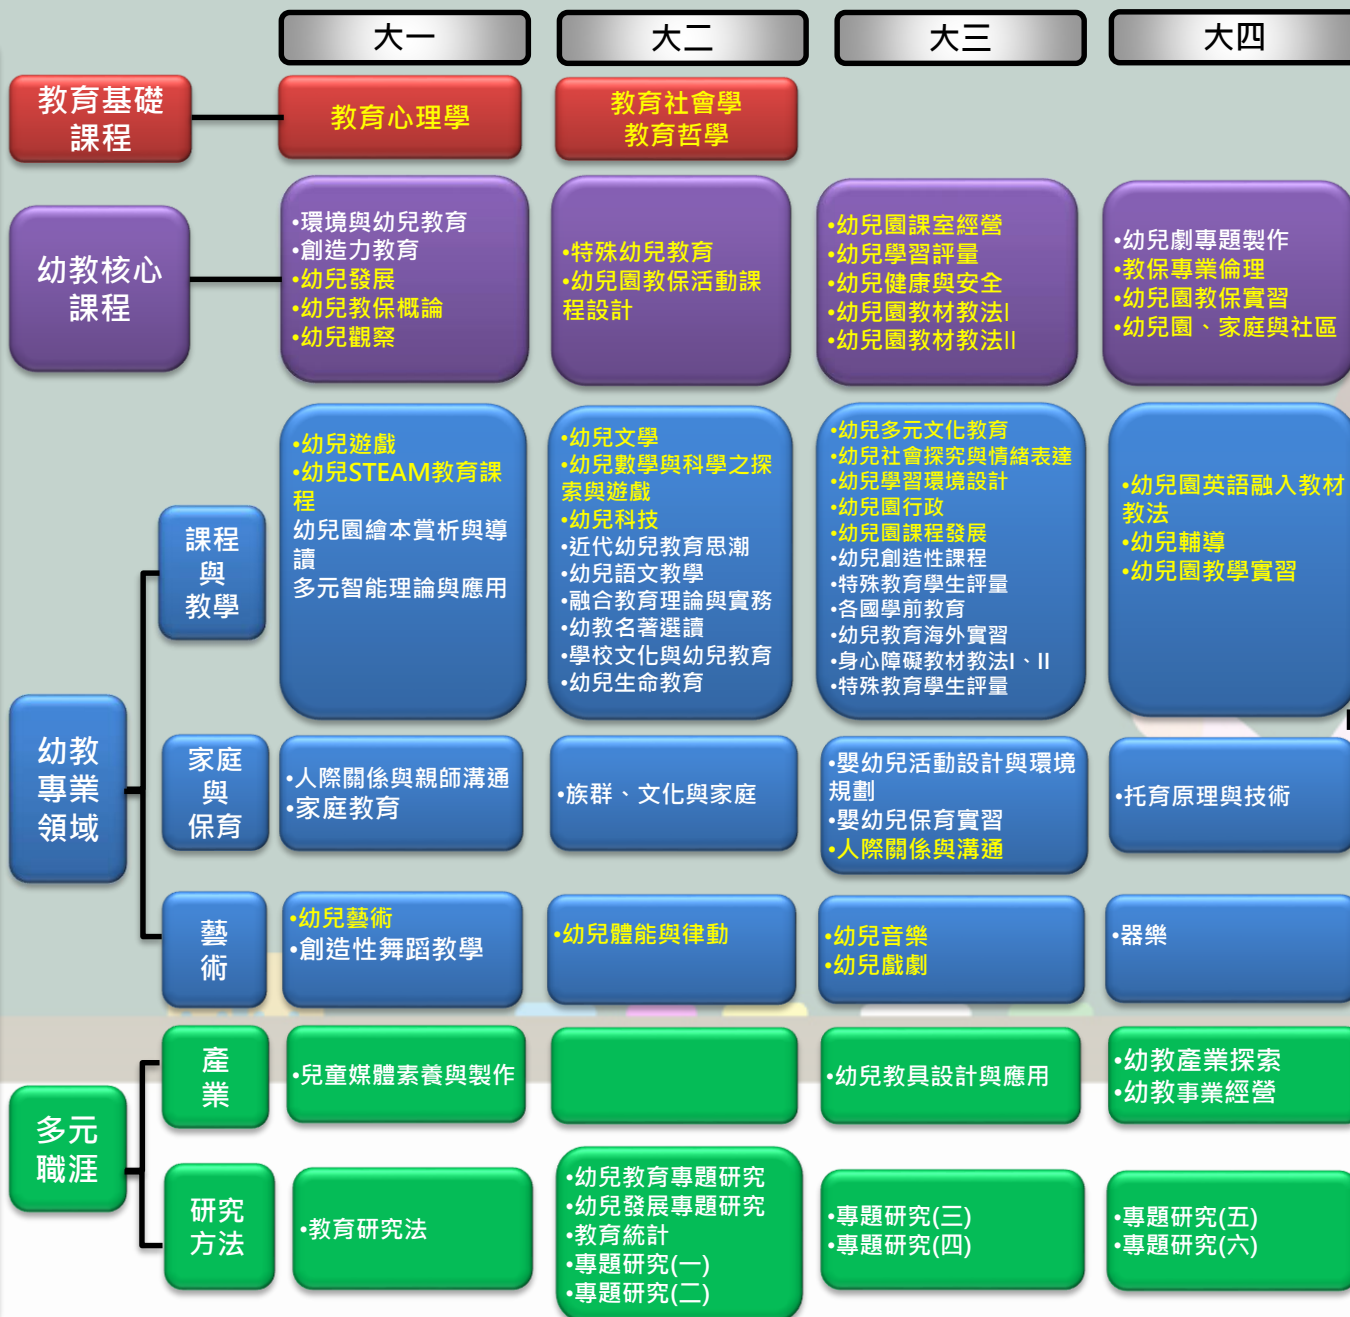 大一
大二
大三
大四
教育基礎
課程
教育心理學
教育社會學
教育哲學
幼教核心
課程
•環境與幼兒教育
•創造力教育
•幼兒發展
•幼兒教保概論
•幼兒觀察
•特殊幼兒教育
•幼兒園教保活動課
程設計
•幼兒園課室經營
•幼兒學習評量
•幼兒健康與安全
•幼兒園教材教法I
•幼兒園教材教法II
•幼兒劇專題製作
•教保專業倫理
•幼兒園教保實習
•幼兒園、家庭與社區
幼教
專業
領域
課程
與
教學
•幼兒遊戲
•幼兒STEAM教育課
程
幼兒園繪本賞析與導
讀
多元智能理論與應用
•幼兒文學
•幼兒數學與科學之探
索與遊戲
•幼兒科技
•近代幼兒教育思潮
•幼兒語文教學
•融合教育理論與實務
•幼教名著選讀
•學校文化與幼兒教育
•幼兒生命教育
•幼兒多元文化教育
•幼兒社會探究與情緒表達
•幼兒學習環境設計
•幼兒園行政
•幼兒園課程發展
•幼兒創造性課程
•特殊教育學生評量
•各國學前教育
•幼兒教育海外實習
•身心障礙教材教法I、II
•特殊教育學生評量
•幼兒園英語融入教材
教法
•幼兒輔導
•幼兒園教學實習
家庭
與
保育
•人際關係與親師溝通
•家庭教育
•族群、文化與家庭
•嬰幼兒活動設計與環境
規劃
•嬰幼兒保育實習
•人際關係與溝通
•托育原理與技術
藝
術
•幼兒藝術
•創造性舞蹈教學
•幼兒體能與律動
•幼兒音樂
•幼兒戲劇
•器樂
多元
職涯
產
業
•兒童媒體素養與製作
•幼兒教具設計與應用
•幼教產業探索
•幼教事業經營
研究
方法
•教育研究法
•幼兒教育專題研究
•幼兒發展專題研究
•教育統計
•專題研究(一)
•專題研究(二)
•專題研究(三)
•專題研究(四)
•專題研究(五)
•專題研究(六)